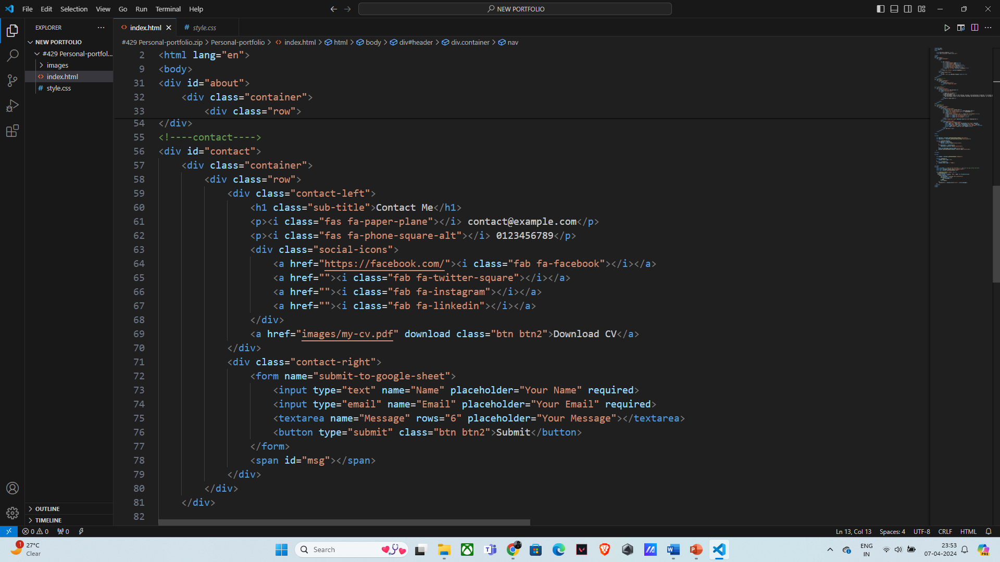 File Edit Selection View Go Run Terminal Help
NEW PORTFOLIO
EXPLORER
NEW PORTFOLIO
#429 Personal-portfol...
images
index.html
style.css
OUTLINE
TIMELINE
index.html
style.css
#429 Personal-portfolio.zip > Personal-portfolio > index.html > html > body > div#header > div.container > nav
2 <html lang="en">
9 <body>
31 <div id="about">
32 <div class="container">
33 <div class="row">
54 </div>
55 <!----contact---->
56 <div id="contact">
57 <div class="container">
58 <div class="row">
59 <div class="contact-left">
60 <h1 class="sub-title">Contact Me</h1>
61 <p><i class="fas fa-paper-plane"></i> contact@example.com</p>
62 <p><i class="fas fa-phone-square-alt"></i> 0123456789</p>
63 <div class="social-icons">
64 <a href="https://facebook.com/"><i class="fab fa-facebook"></i></a>
65 <a href=""><i class="fab fa-twitter-square"></i></a>
66 <a href=""><i class="fab fa-instagram"></i></a>
67 <a href=""><i class="fab fa-linkedin"></i></a>
68 </div>
69 <a href="images/my-cv.pdf" download class="btn btn2">Download CV</a>
70 </div>
71 <div class="contact-right">
72 <form name="submit-to-google-sheet">
73 <input type="text" name="Name" placeholder="Your Name" required>
74 <input type="email" name="Email" placeholder="Your Email" required>
75 <textarea name="Message" rows="6" placeholder="Your Message"></textarea>
76 <button type="submit" class="btn btn2">Submit</button>
77 </form>
78 <span id="msg"></span>
79 </div>
80 </div>
81 </div>
82
0 0 0
Ln 13, Col 13 Spaces: 4 UTF-8 CRLF HTML
1
27°C
Clear
Search
ENG
IN
23:53
07-04-2024
PRE